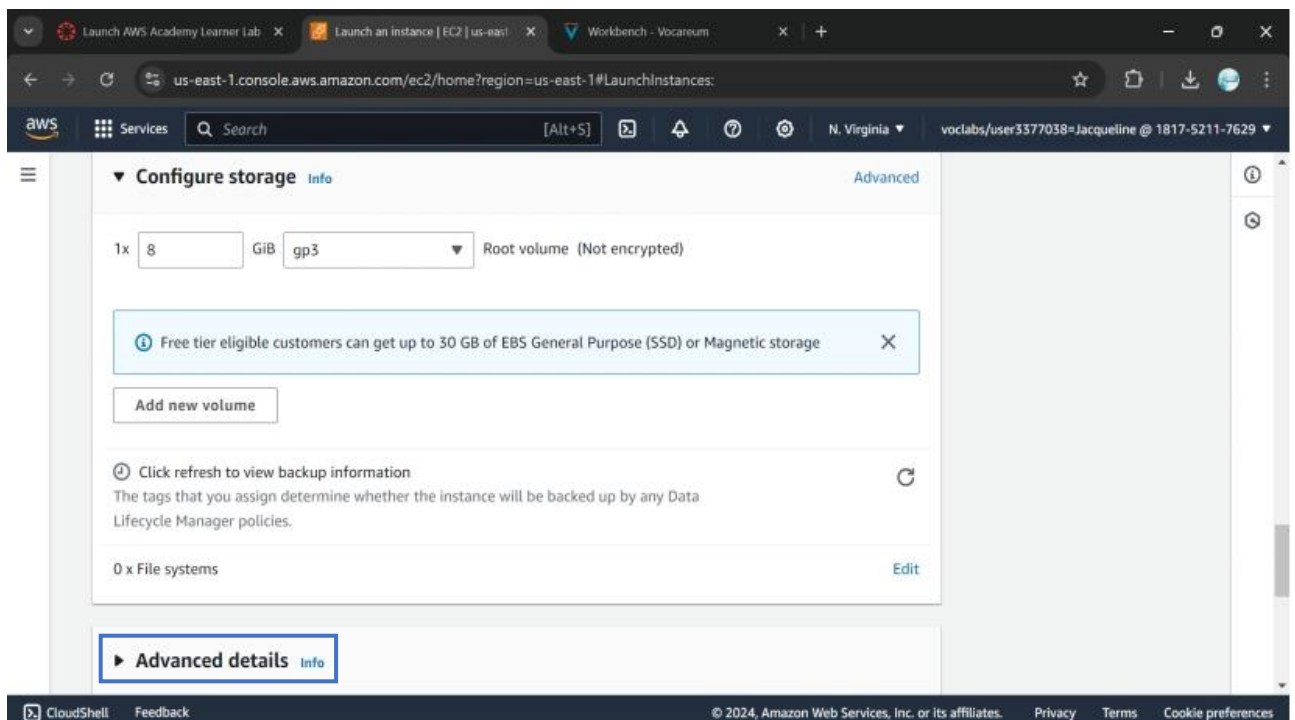 Launch AWS Academy Learner Lab
Launch an instance | EC2 | us-east
Workbench - Vocareum
us-east-1.console.aws.amazon.com/ec2/home?region=us-east-1#LaunchInstances:
aws
Services
Search
[Alt+S]
N. Virginia
voclabs/user3377038=Jacqueline @ 1817-5211-7629
Configure storage Info
Advanced
1x 8 GiB gp3 Root volume (Not encrypted)
Free tier eligible customers can get up to 30 GB of EBS General Purpose (SSD) or Magnetic storage
Add new volume
Click refresh to view backup information
The tags that you assign determine whether the instance will be backed up by any Data
Lifecycle Manager policies.
0 x File systems
Edit
Advanced details Info
CloudShell Feedback
© 2024, Amazon Web Services, Inc. or its affiliates. Privacy Terms Cookie preferences